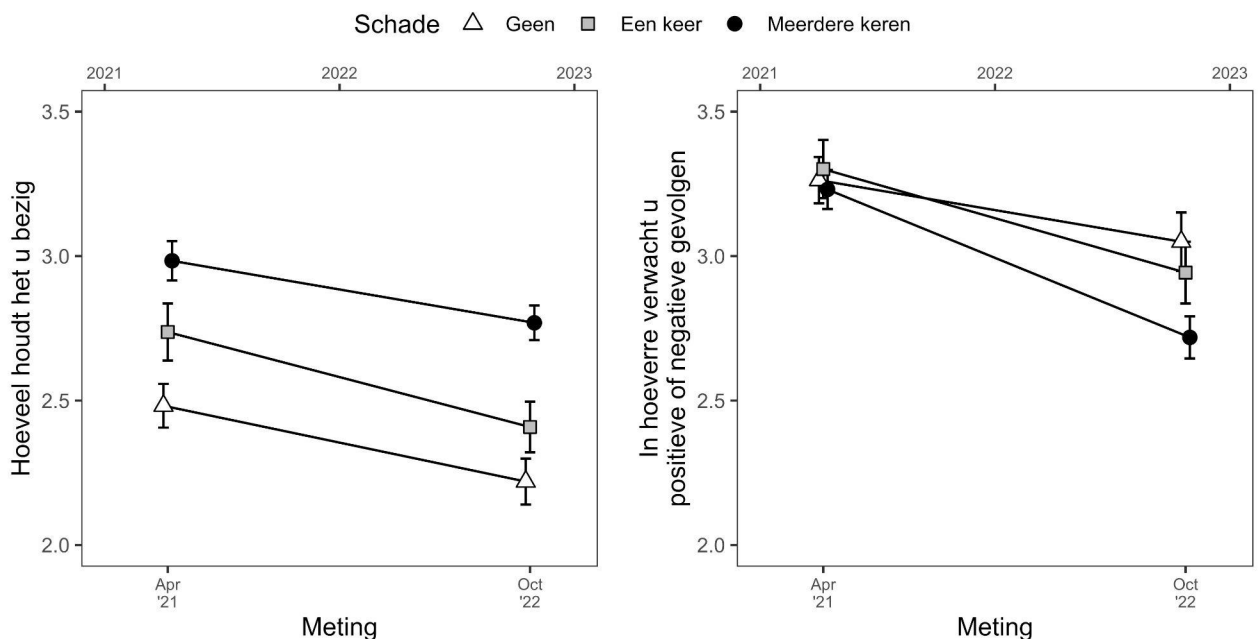 Schade Geen Een keer Meerdere keren
2021 2022 2023
3.5
3.0
2.5
2.0
Hoeveel houdt het u bezig
Apr
'21
Oct
'22
Meting
2021 2022 2023
3.5
3.0
2.5
2.0
In hoeverre verwacht u
positieve of negatieve gevolgen
Apr
'21
Oct
'22
Meting